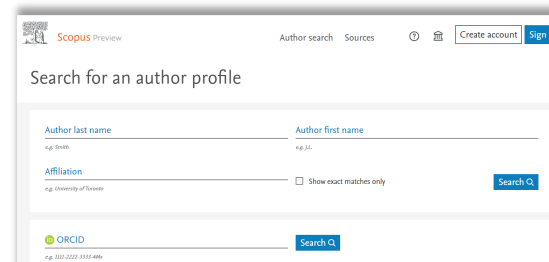 Scopus Preview
Author search Sources Create account Sign
Search for an author profile
Author last name Author first name
e.g. Smith e.g. J.L.
Affiliation
e.g. University of Toronto Show exact matches only Search
iD ORCID Search
e.g. 1111-2222-3333-444x